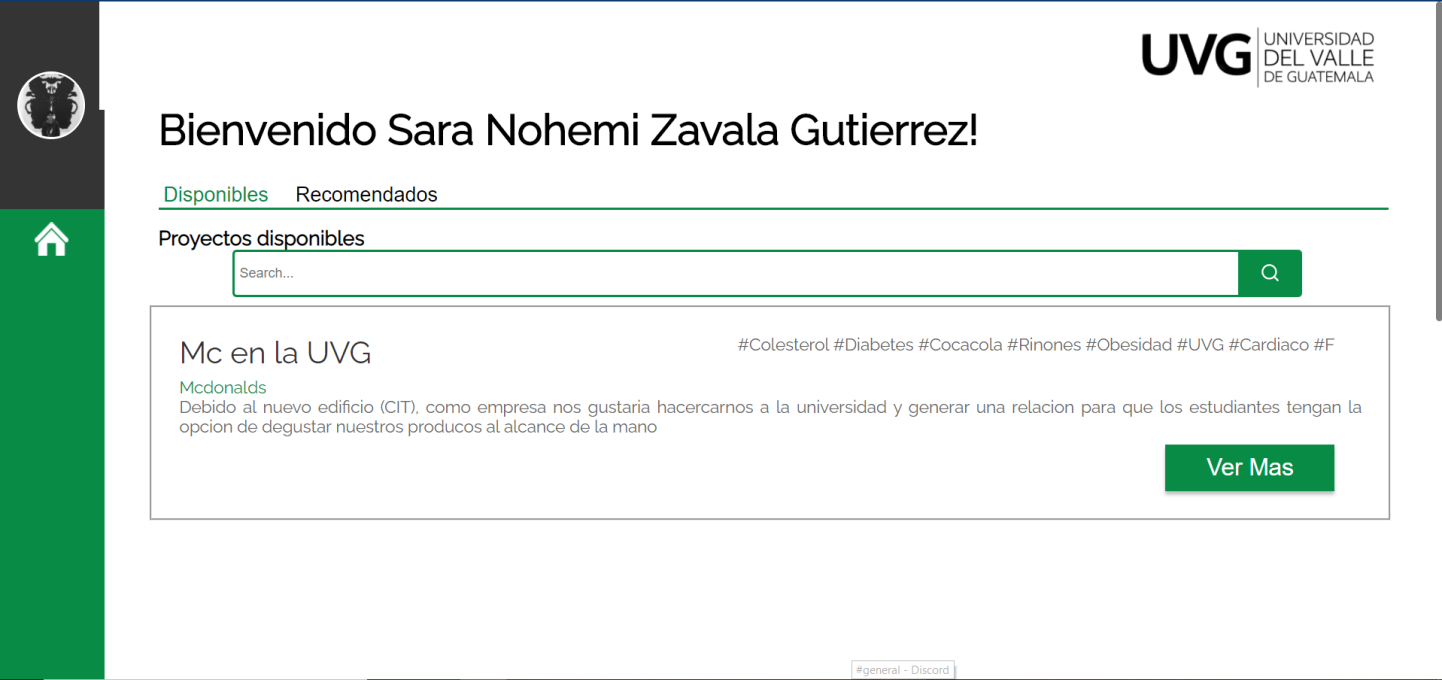 UVG UNIVERSIDAD
DEL VALLE
DE GUATEMALA
Bienvenido Sara Nohemi Zavala Gutierrez!
Disponibles Recomendados
Proyectos disponibles
Search...
Mc en la UVG
#Colesterol #Diabetes #Cocacola #Rinones #Obesidad #UVG #Cardiaco #F
Mcdonalds
Debido al nuevo edificio (CIT), como empresa nos gustaria hacercarnos a la universidad y generar una relacion para que los estudiantes tengan la
opcion de degustar nuestros producos al alcance de la mano
Ver Mas
#general - Discord